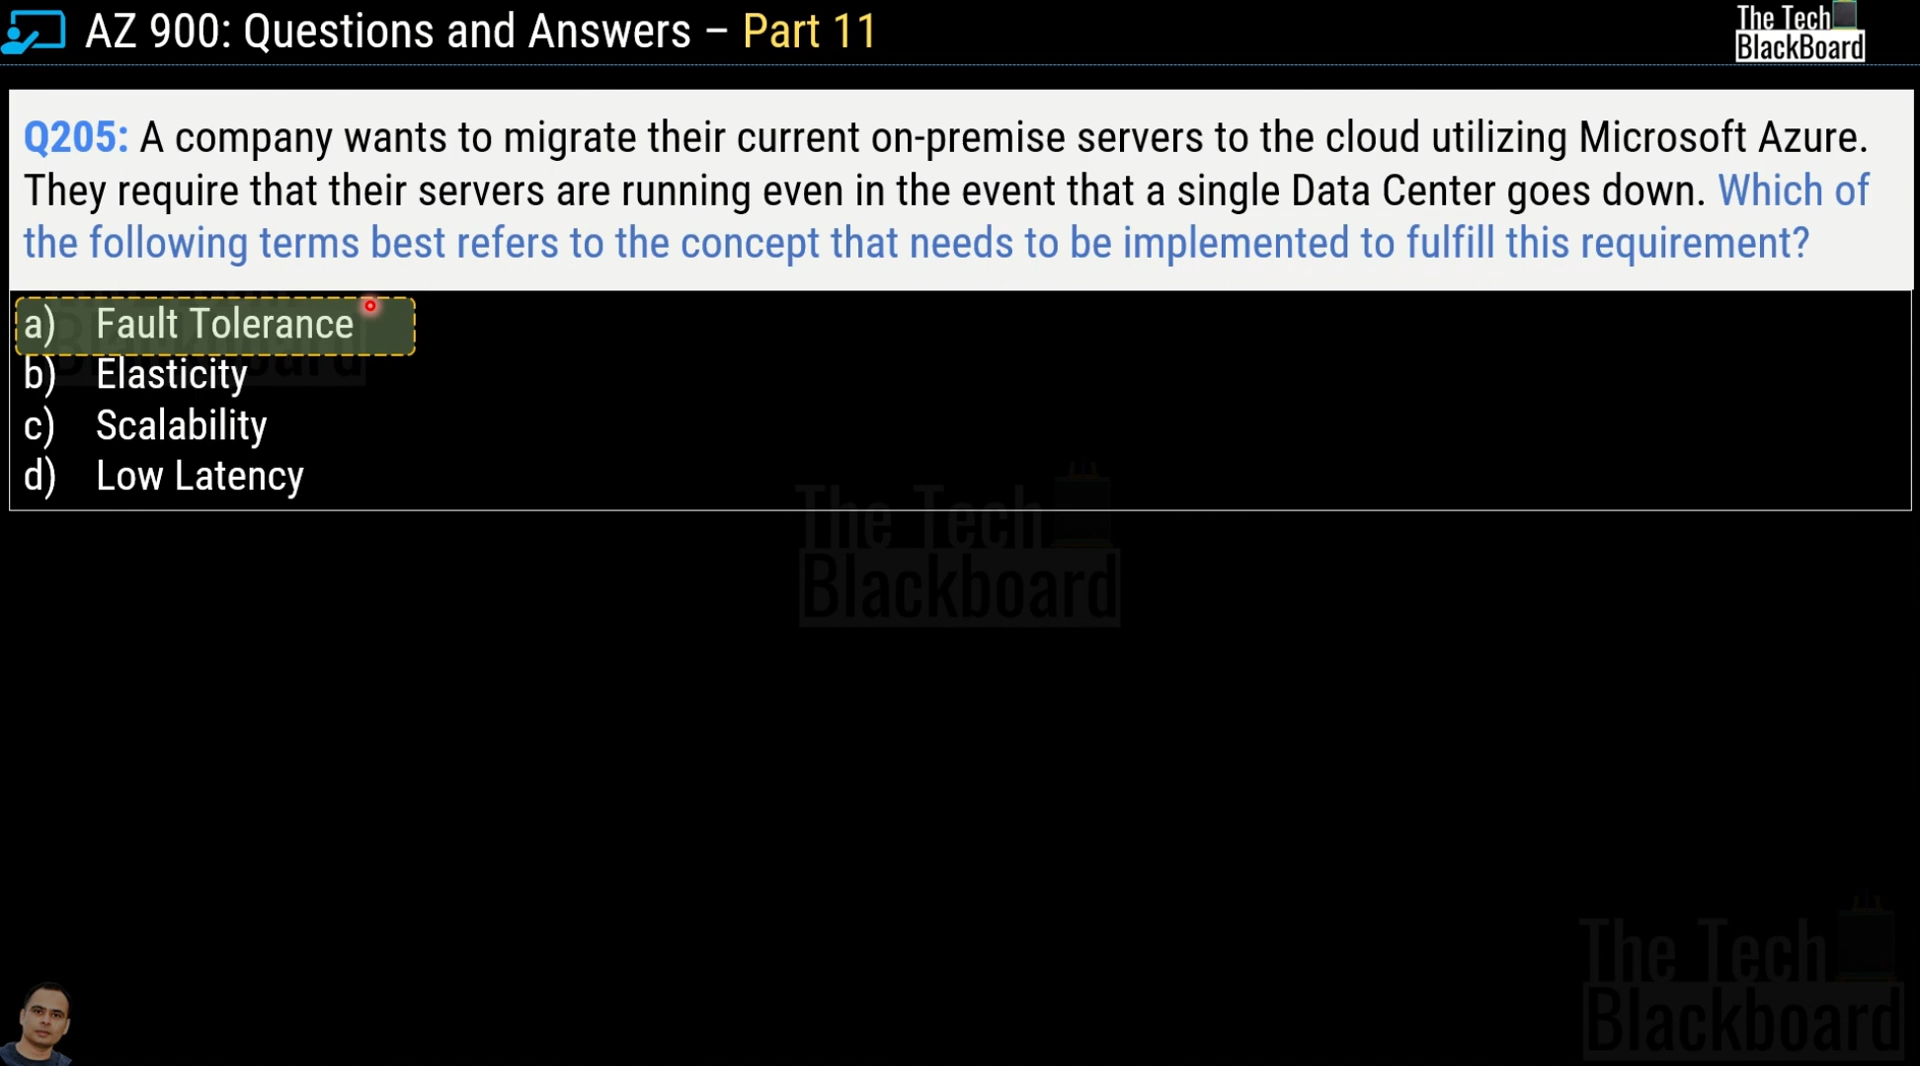 AZ 900: Questions and Answers – Part 11
The Tech
BlackBoard
Q205: A company wants to migrate their current on-premise servers to the cloud utilizing Microsoft Azure.
They require that their servers are running even in the event that a single Data Center goes down. Which of
the following terms best refers to the concept that needs to be implemented to fulfill this requirement?
a) Fault Tolerance
b) Elasticity
c) Scalability
d) Low Latency
The Tech
Blackboard
The Tech
Blackboard